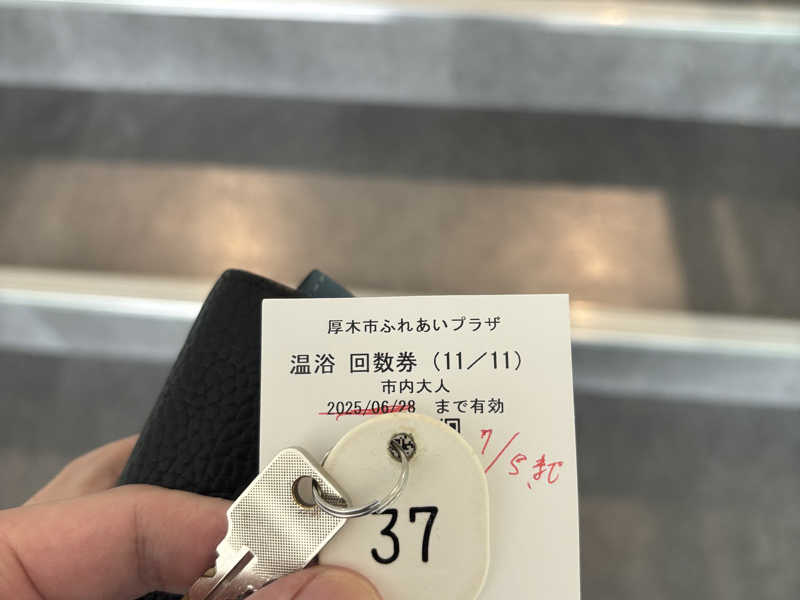 厚木市ふれあいプラザ
温浴 回数券（11／11）
市内大人
2025/06/28 まで有効
7/5まで
37